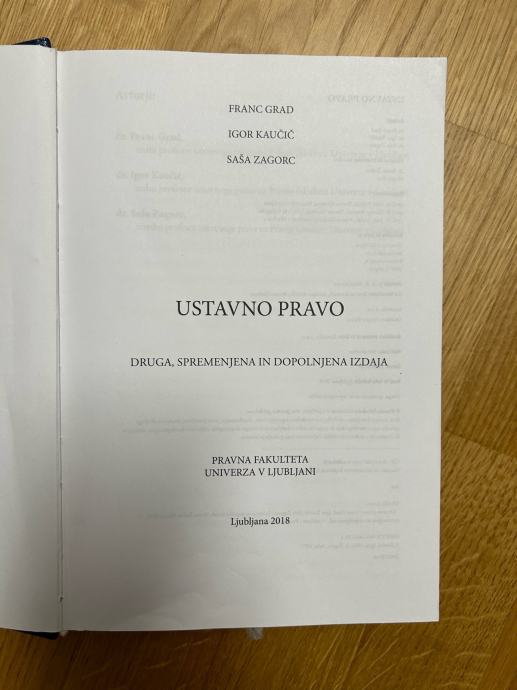 FRANC GRAD
IGOR KAUČIČ
SAŠA ZAGORC
USTAVNO PRAVO
DRUGA, SPREMENJENA IN DOPOLNJENA IZDAJA
PRAVNA FAKULTETA
UNIVERZA V LJUBLJANI
Ljubljana 2018